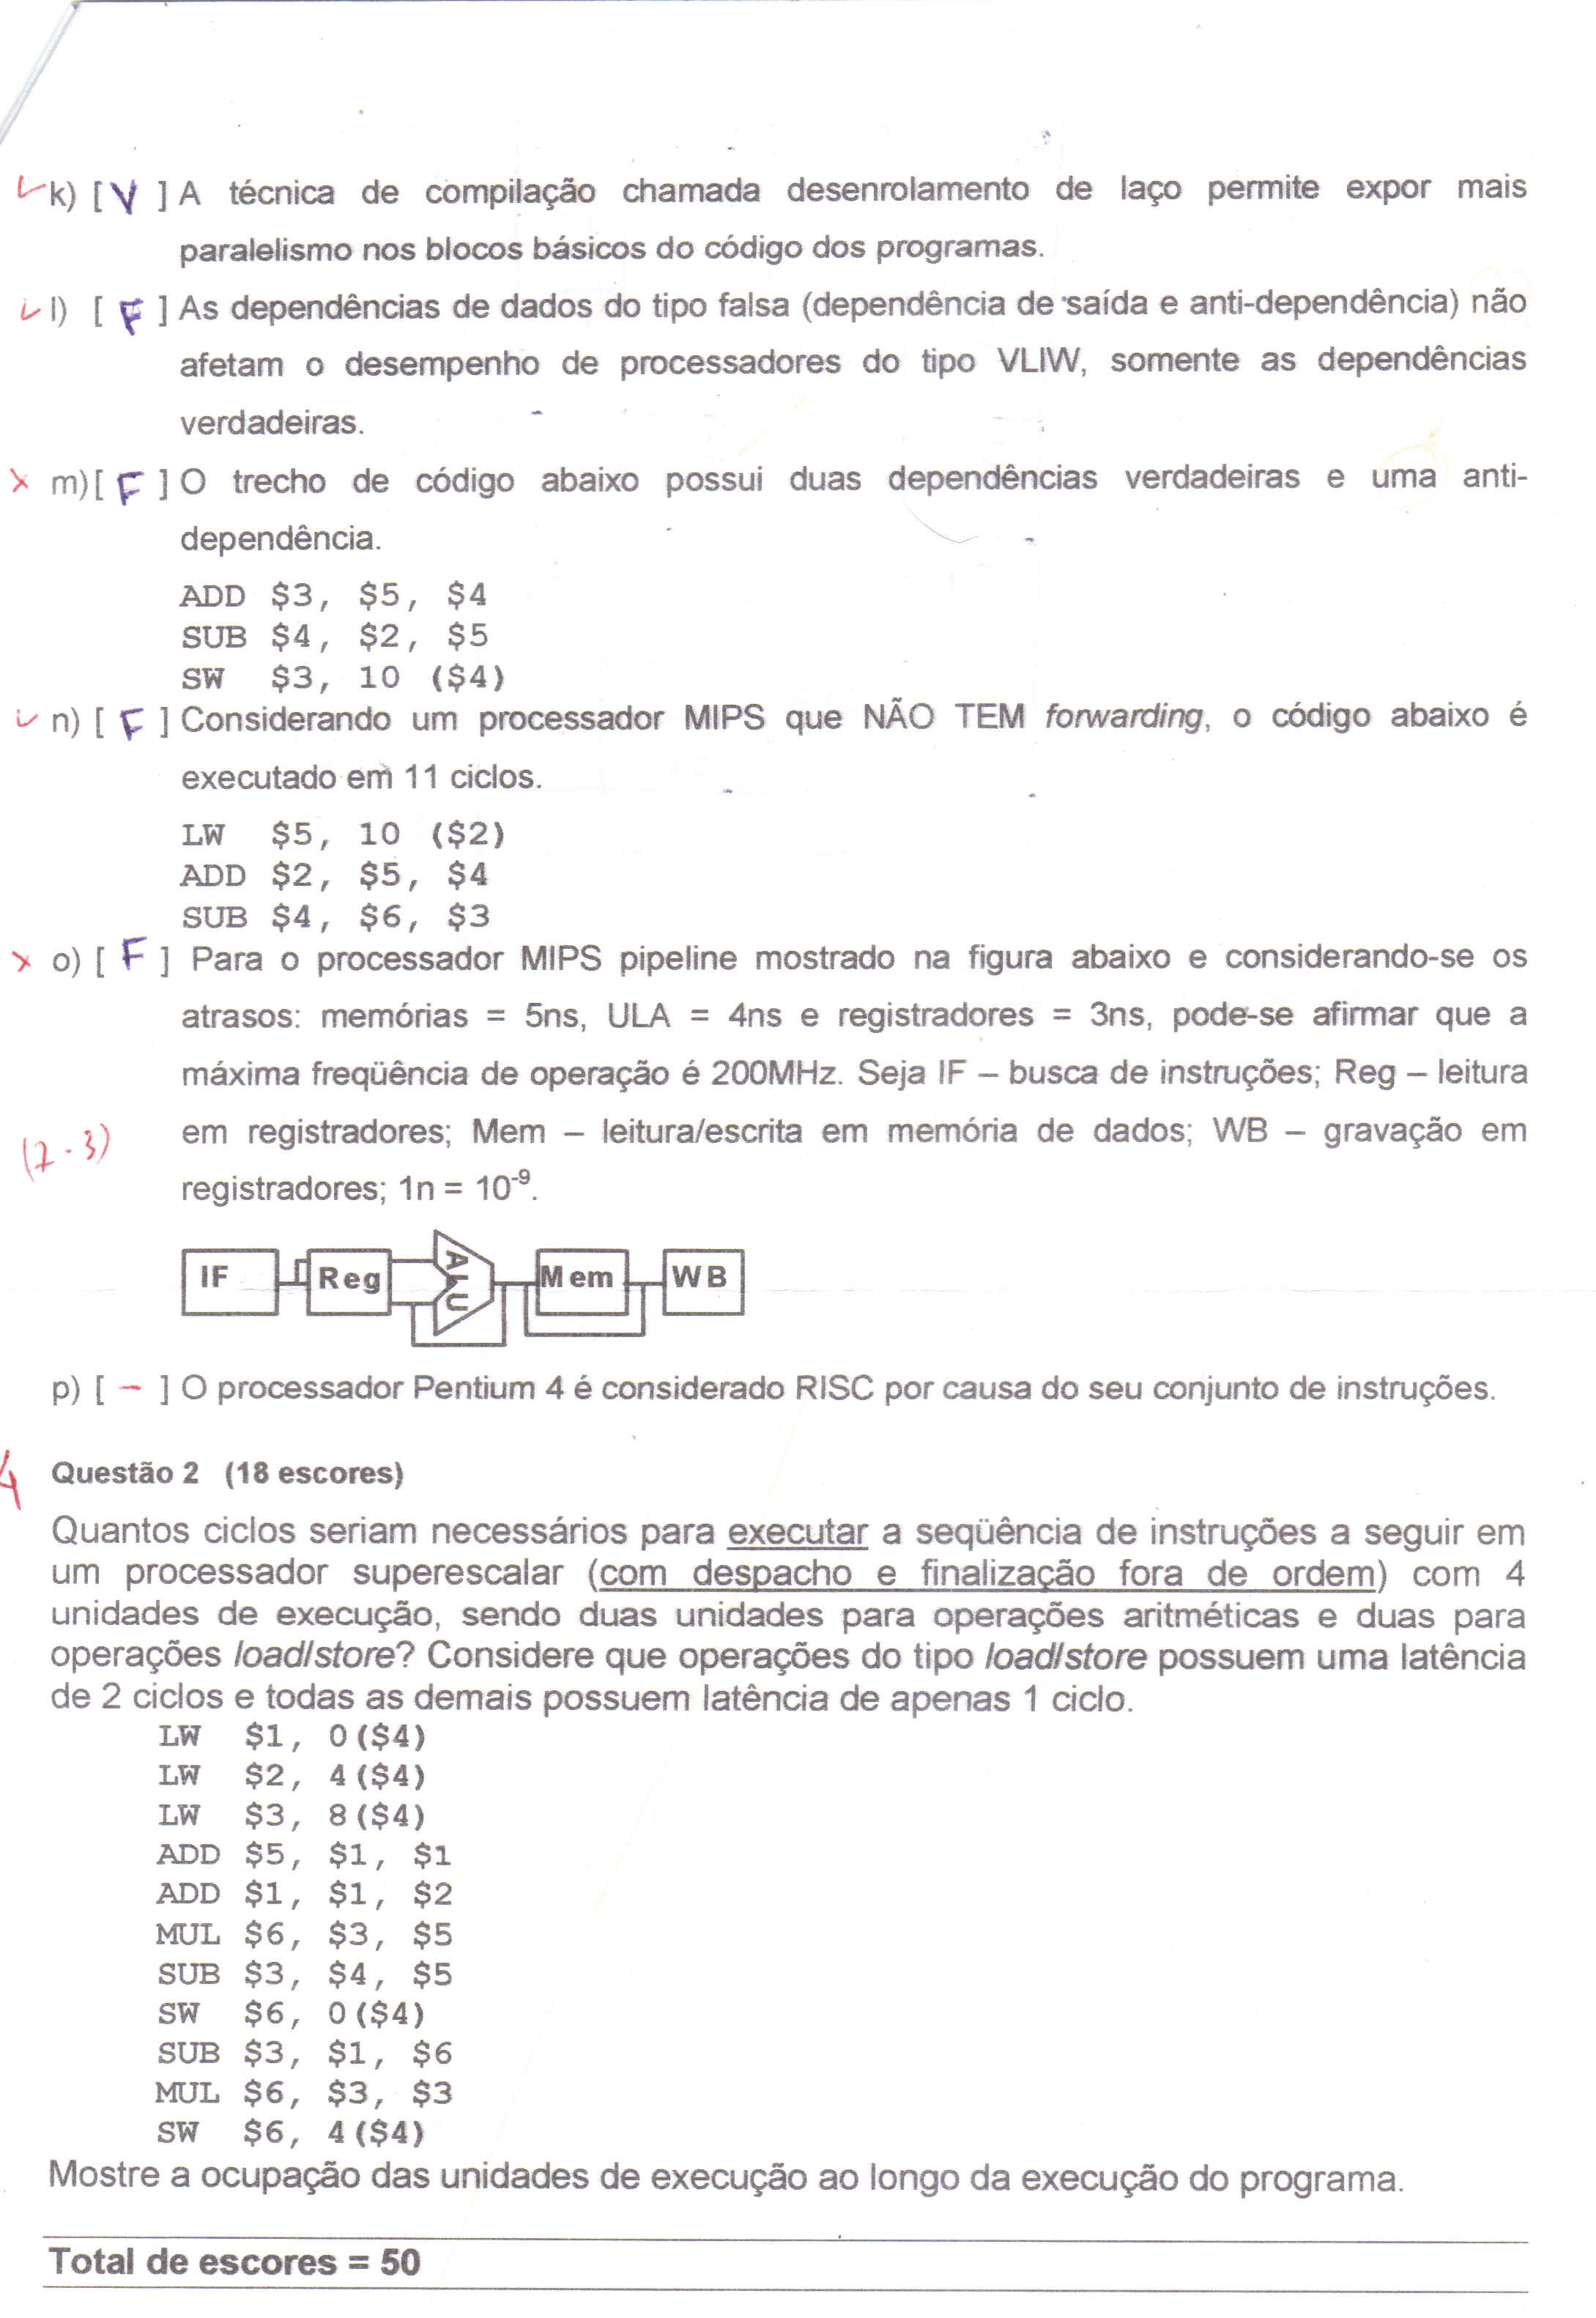 k) [ V ] A técnica de compilação chamada desenrolamento de laço permite expor mais
paralelismo nos blocos básicos do código dos programas.
l) [ F ] As dependências de dados do tipo falsa (dependência de saída e anti-dependência) não
afetam o desempenho de processadores do tipo VLIW, somente as dependências
verdadeiras.
m) [ F ] O trecho de código abaixo possui duas dependências verdadeiras e uma anti-
dependência.
ADD $3, $5, $4
SUB $4, $2, $5
SW $3, 10 ($4)
n) [ F ] Considerando um processador MIPS que NÃO TEM forwarding, o código abaixo é
executado em 11 ciclos.
LW $5, 10 ($2)
ADD $2, $5, $4
SUB $4, $6, $3
o) [ F ] Para o processador MIPS pipeline mostrado na figura abaixo e considerando-se os
atrasos: memórias = 5ns, ULA = 4ns e registradores = 3ns, pode-se afirmar que a
máxima freqüência de operação é 200MHz. Seja IF – busca de instruções; Reg – leitura
em registradores; Mem – leitura/escrita em memória de dados; WB – gravação em
(7-3)
registradores; 1n = 10⁻⁹.
IF Reg ALU Mem WB
p) [ - ] O processador Pentium 4 é considerado RISC por causa do seu conjunto de instruções.
4
Questão 2 (18 escores)
Quantos ciclos seriam necessários para executar a seqüência de instruções a seguir em
um processador superescalar (com despacho e finalização fora de ordem) com 4
unidades de execução, sendo duas unidades para operações aritméticas e duas para
operações load/store? Considere que operações do tipo load/store possuem uma latência
de 2 ciclos e todas as demais possuem latência de apenas 1 ciclo.
LW $1, 0($4)
LW $2, 4($4)
LW $3, 8($4)
ADD $5, $1, $1
ADD $1, $1, $2
MUL $6, $3, $5
SUB $3, $4, $5
SW $6, 0($4)
SUB $3, $1, $6
MUL $6, $3, $3
SW $6, 4($4)
Mostre a ocupação das unidades de execução ao longo da execução do programa.
Total de escores = 50